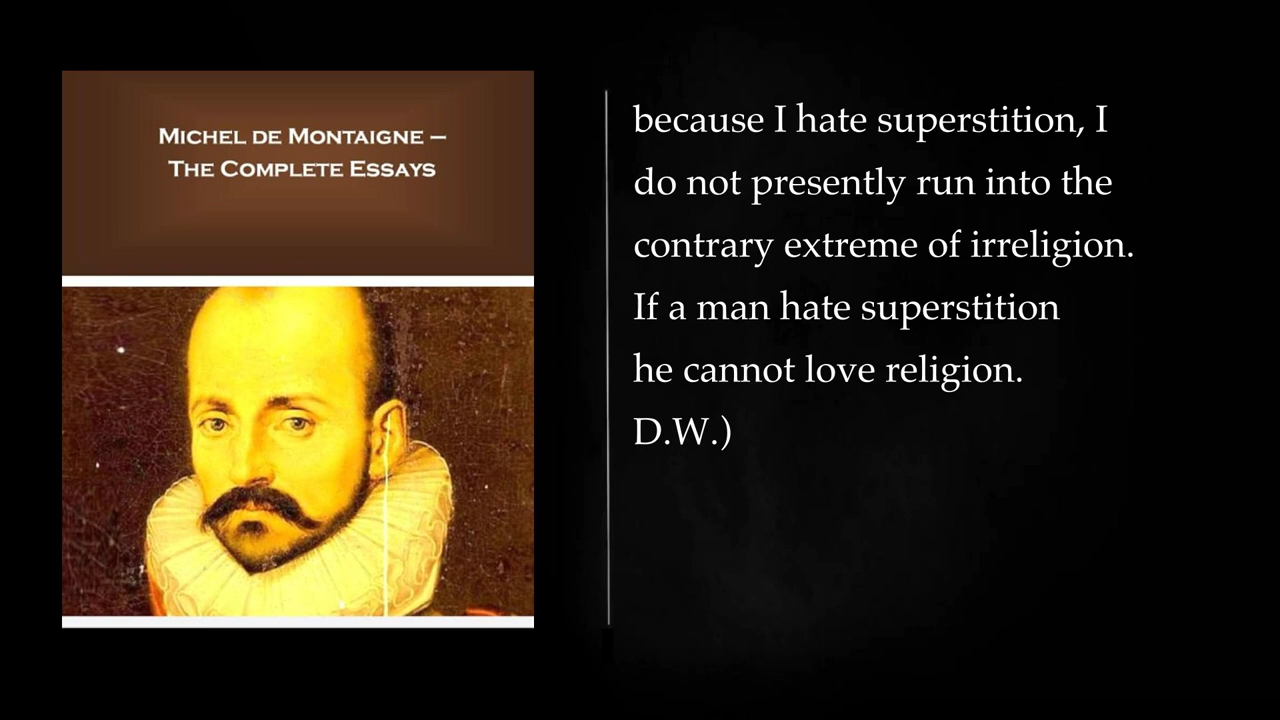 MICHEL DE MONTAIGNE –
THE COMPLETE ESSAYS
because I hate superstition, I
do not presently run into the
contrary extreme of irreligion.
If a man hate superstition
he cannot love religion.
D.W.)